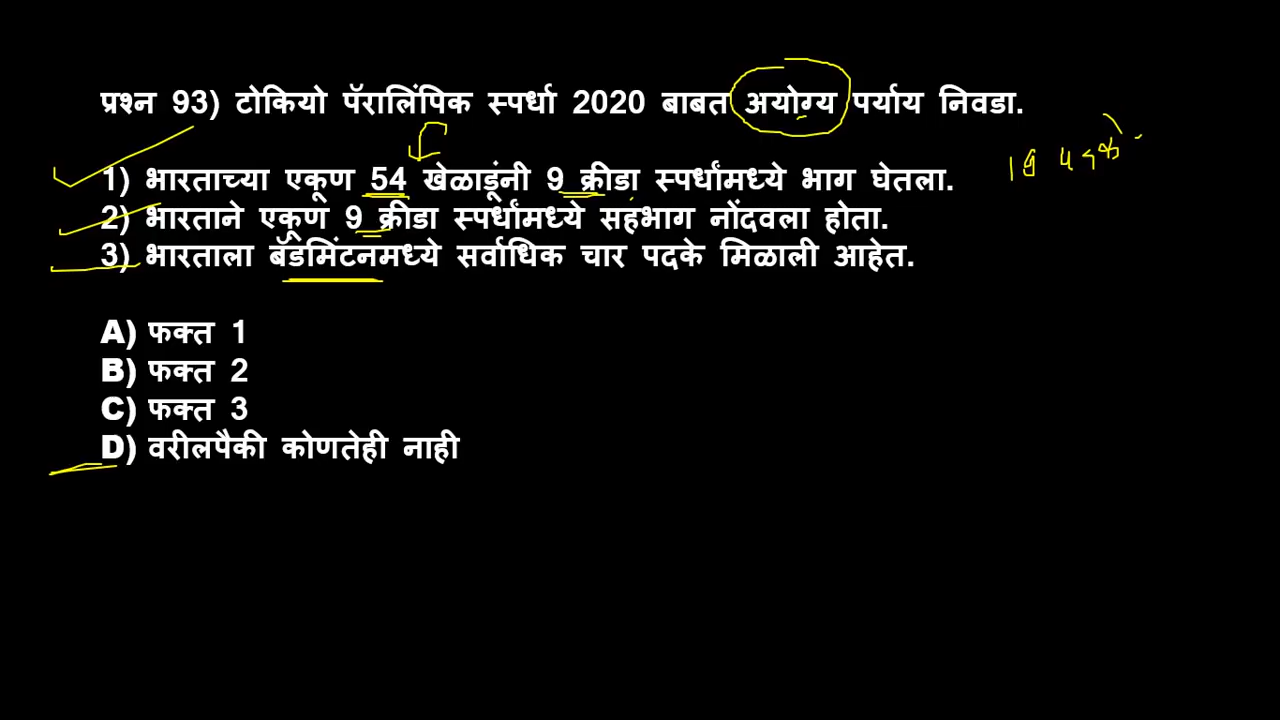 प्रश्न 93) टोकियो पॅरालिंपिक स्पर्धा 2020 बाबत अयोग्य पर्याय निवडा.
1) भारताच्या एकूण 54 खेळाडूंनी 9 क्रीडा स्पर्धांमध्ये भाग घेतला.
2) भारताने एकूण 9 क्रीडा स्पर्धांमध्ये सहभाग नोंदवला होता.
3) भारताला बॅडमिंटनमध्ये सर्वाधिक चार पदके मिळाली आहेत.
A) फक्त 1
B) फक्त 2
C) फक्त 3
D) वरीलपैकी कोणतेही नाही